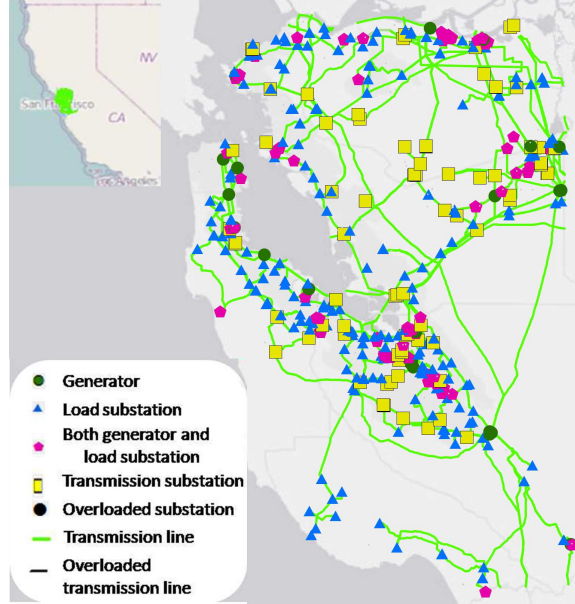 NV
San Francisco
CA
Los Angeles
Generator
Load substation
Both generator and
load substation
Transmission substation
Overloaded substation
Transmission line
Overloaded
transmission line